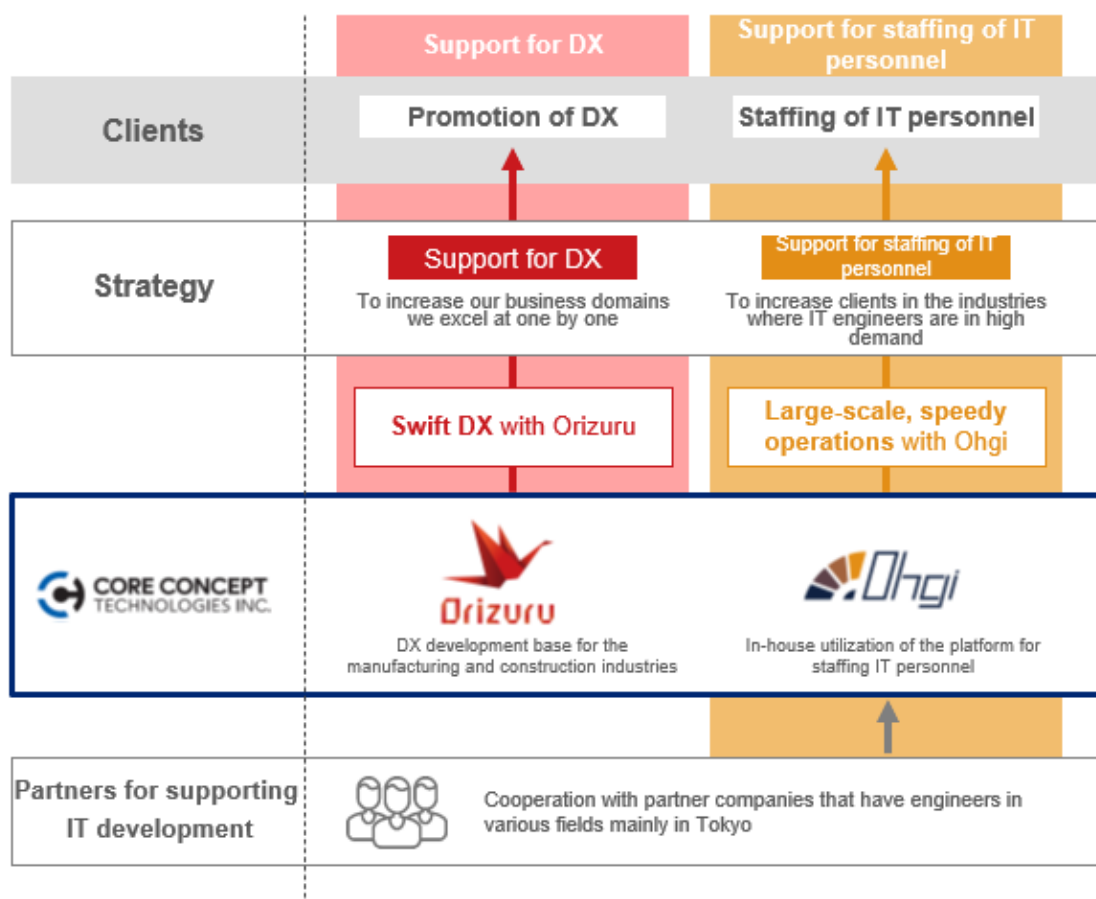 Support for DX
Support for staffing of IT
personnel
Clients
Promotion of DX
Staffing of IT personnel
Strategy
Support for DX
To increase our business domains
we excel at one by one
Support for staffing of IT
personnel
To increase clients in the industries
where IT engineers are in high
demand
Swift DX with Orizuru
Large-scale, speedy
operations with Ohgi
CORE CONCEPT
TECHNOLOGIES INC.
Orizuru
DX development base for the
manufacturing and construction industries
Ohgi
In-house utilization of the platform for
staffing IT personnel
Partners for supporting
IT development
Cooperation with partner companies that have engineers in
various fields mainly in Tokyo